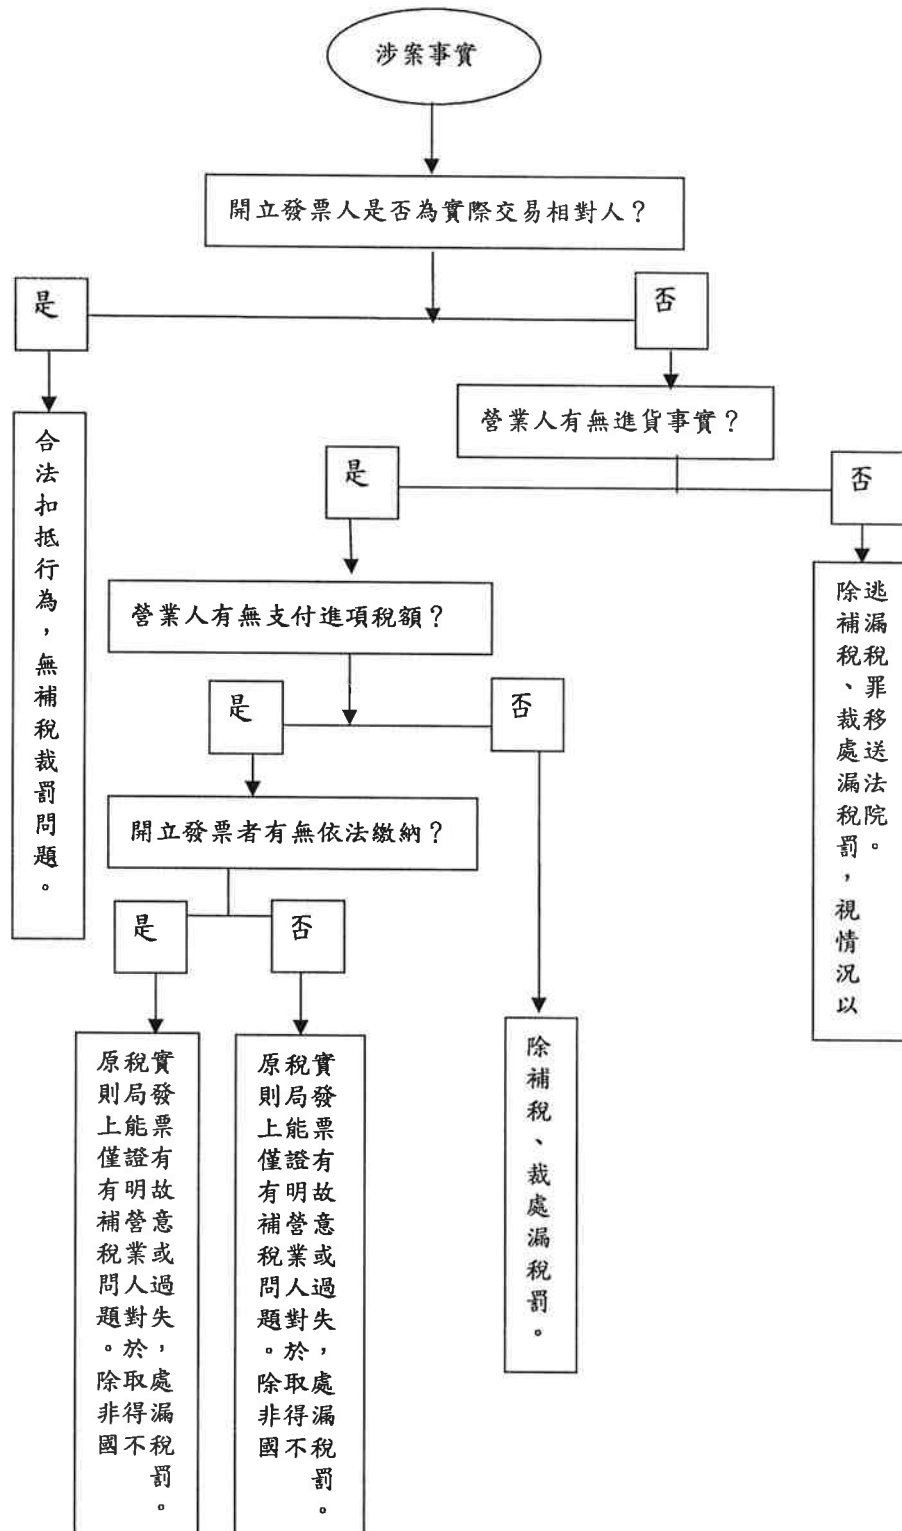 涉案事實
開立發票人是否為實際交易相對人？
是
否
合法扣抵行為，無補稅裁罰問題。
營業人有無進貨事實？
是
否
除補稅、裁處漏稅罰，視情況以
逃漏稅罪移送法院。
營業人有無支付進項稅額？
是
否
開立發票者有無依法繳納？
是
否
原則上僅有補稅問題。除非國
稅局能證明營業人對於取得不
實發票有故意或過失，處漏稅罰。
原則上僅有補稅問題。除非國
稅局能證明營業人對於取得不
實發票有故意或過失，處漏稅罰。
除補稅、裁處漏稅罰。